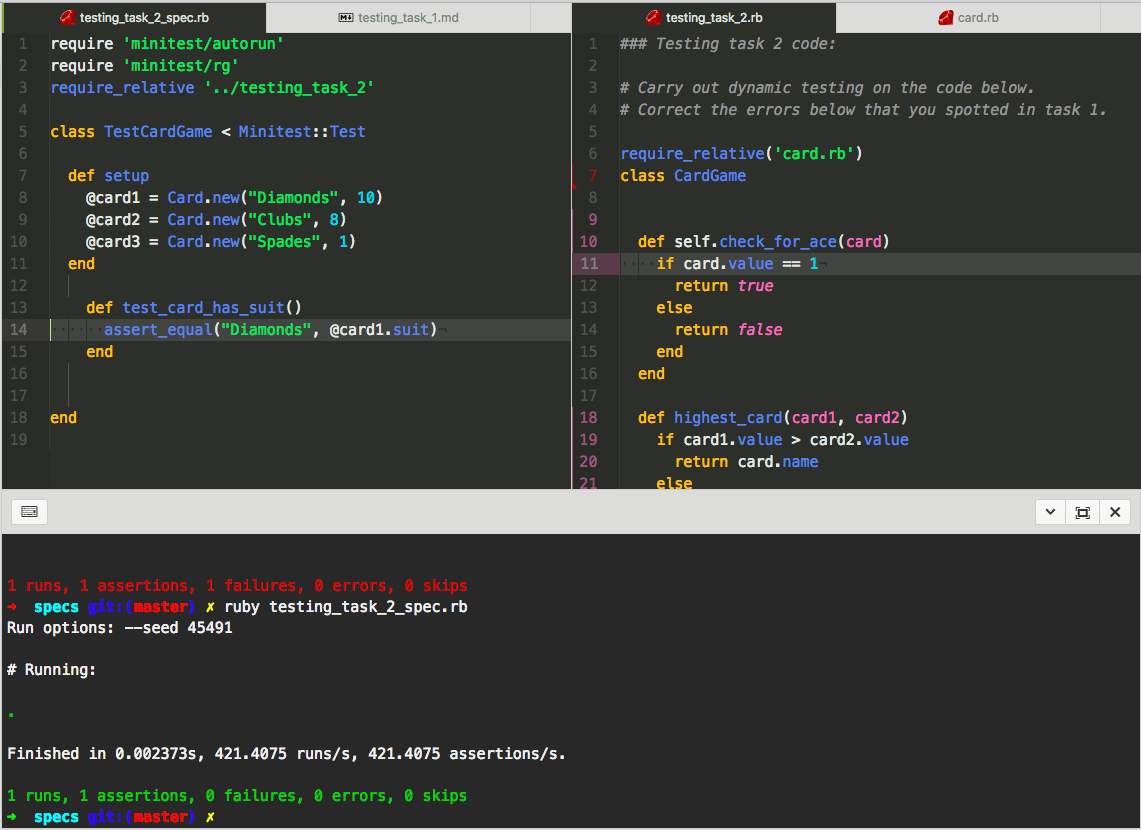 testing_task_2_spec.rb
testing_task_1.md
1 require 'minitest/autorun'
2 require 'minitest/rg'
3 require_relative '../testing_task_2'
4
5 class TestCardGame < Minitest::Test
6
7 def setup
8 @card1 = Card.new("Diamonds", 10)
9 @card2 = Card.new("Clubs", 8)
10 @card3 = Card.new("Spades", 1)
11 end
12
13 def test_card_has_suit()
14 assert_equal("Diamonds", @card1.suit)¬
15 end
16
17
18 end
19
testing_task_2.rb
card.rb
1 ### Testing task 2 code:
2
3 # Carry out dynamic testing on the code below.
4 # Correct the errors below that you spotted in task 1.
5
6 require_relative('card.rb')
7 class CardGame
8
9
10 def self.check_for_ace(card)
11 if card.value == 1¬
12 return true
13 else
14 return false
15 end
16 end
17
18 def highest_card(card1, card2)
19 if card1.value > card2.value
20 return card.name
21 else
1 runs, 1 assertions, 1 failures, 0 errors, 0 skips
➜ specs git:(master) ✗ ruby testing_task_2_spec.rb
Run options: --seed 45491
# Running:
.
Finished in 0.002373s, 421.4075 runs/s, 421.4075 assertions/s.
1 runs, 1 assertions, 0 failures, 0 errors, 0 skips
➜ specs git:(master) ✗